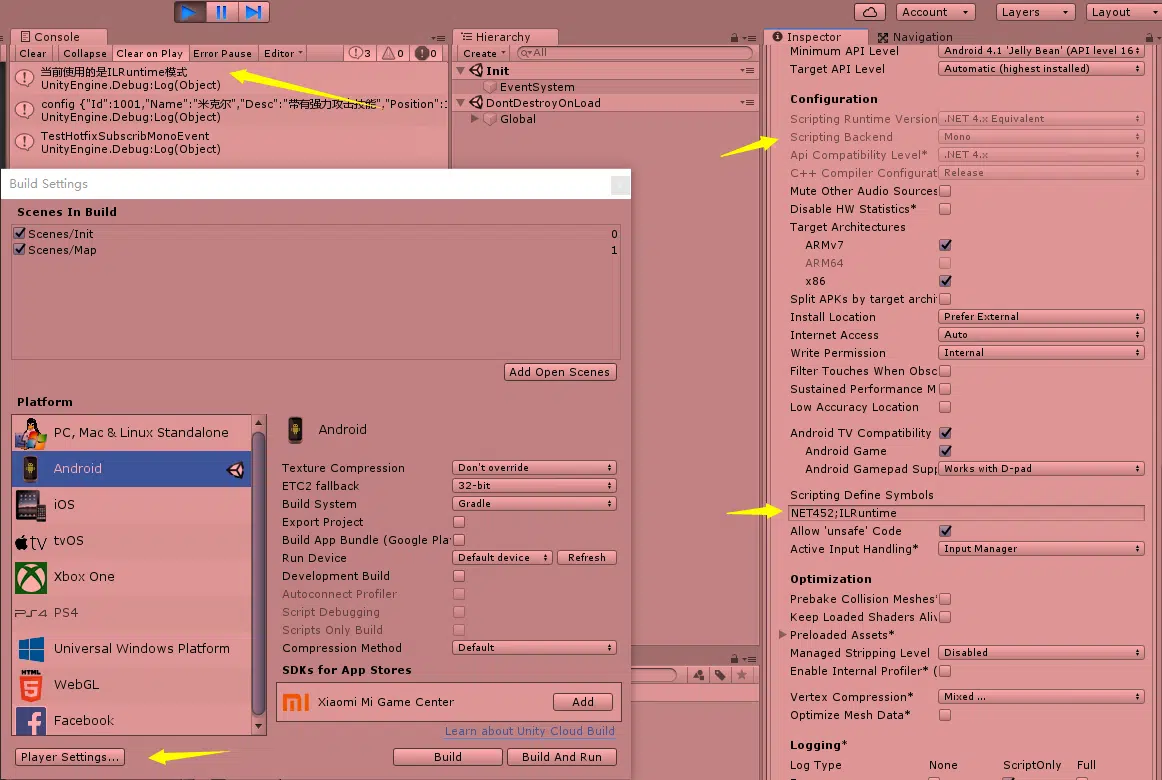 Account
Layers
Layout
Console
Clear
Collapse
Clear on Play
Error Pause
Editor
3
0
0
当前使用的是ILRuntime模式
UnityEngine.Debug:Log(Object)
config {"Id":1001,"Name":"米克尔","Desc":"带有强力攻击技能","Position":1
UnityEngine.Debug:Log(Object)
TestHotfixSubscribMonoEvent
UnityEngine.Debug:Log(Object)
Hierarchy
Create
All
Init
EventSystem
DontDestroyOnLoad
Global
Build Settings
Scenes In Build
Scenes/Init 0
Scenes/Map 1
Add Open Scenes
Platform
PC, Mac & Linux Standalone
Android
iOS
tv tvOS
Xbox One
PS4 PS4
Universal Windows Platform
HTML
5 WebGL
f Facebook
Player Settings...
Android
Texture Compression Don't override
ETC2 fallback 32-bit
Build System Gradle
Export Project
Build App Bundle (Google Pla
Run Device Default device Refresh
Development Build
Autoconnect Profiler
Script Debugging
Scripts Only Build
Compression Method Default
SDKs for App Stores
Xiaomi Mi Game Center Add
Learn about Unity Cloud Build
Build
Build And Run
Inspector
Navigation
Minimum API Level Android 4.1 'Jelly Bean' (API level 16
Target API Level Automatic (highest installed)
Configuration
Scripting Runtime Version .NET 4.x Equivalent
Scripting Backend Mono
Api Compatibility Level* .NET 4.x
C++ Compiler Configurat Release
Mute Other Audio Sources
Disable HW Statistics*
Target Architectures
ARMv7
ARM64
x86
Split APKs by target archi
Install Location Prefer External
Internet Access Auto
Write Permission Internal
Filter Touches When Obsc
Sustained Performance M
Low Accuracy Location
Android TV Compatibility
Android Game
Android Gamepad Supp Works with D-pad
Scripting Define Symbols
NET452;ILRuntime
Allow 'unsafe' Code
Active Input Handling* Input Manager
Optimization
Prebake Collision Meshes*
Keep Loaded Shaders Aliv
Preloaded Assets*
Managed Stripping Level Disabled
Enable Internal Profiler* (
Vertex Compression* Mixed ...
Optimize Mesh Data*
Logging*
Log Type None ScriptOnly Full